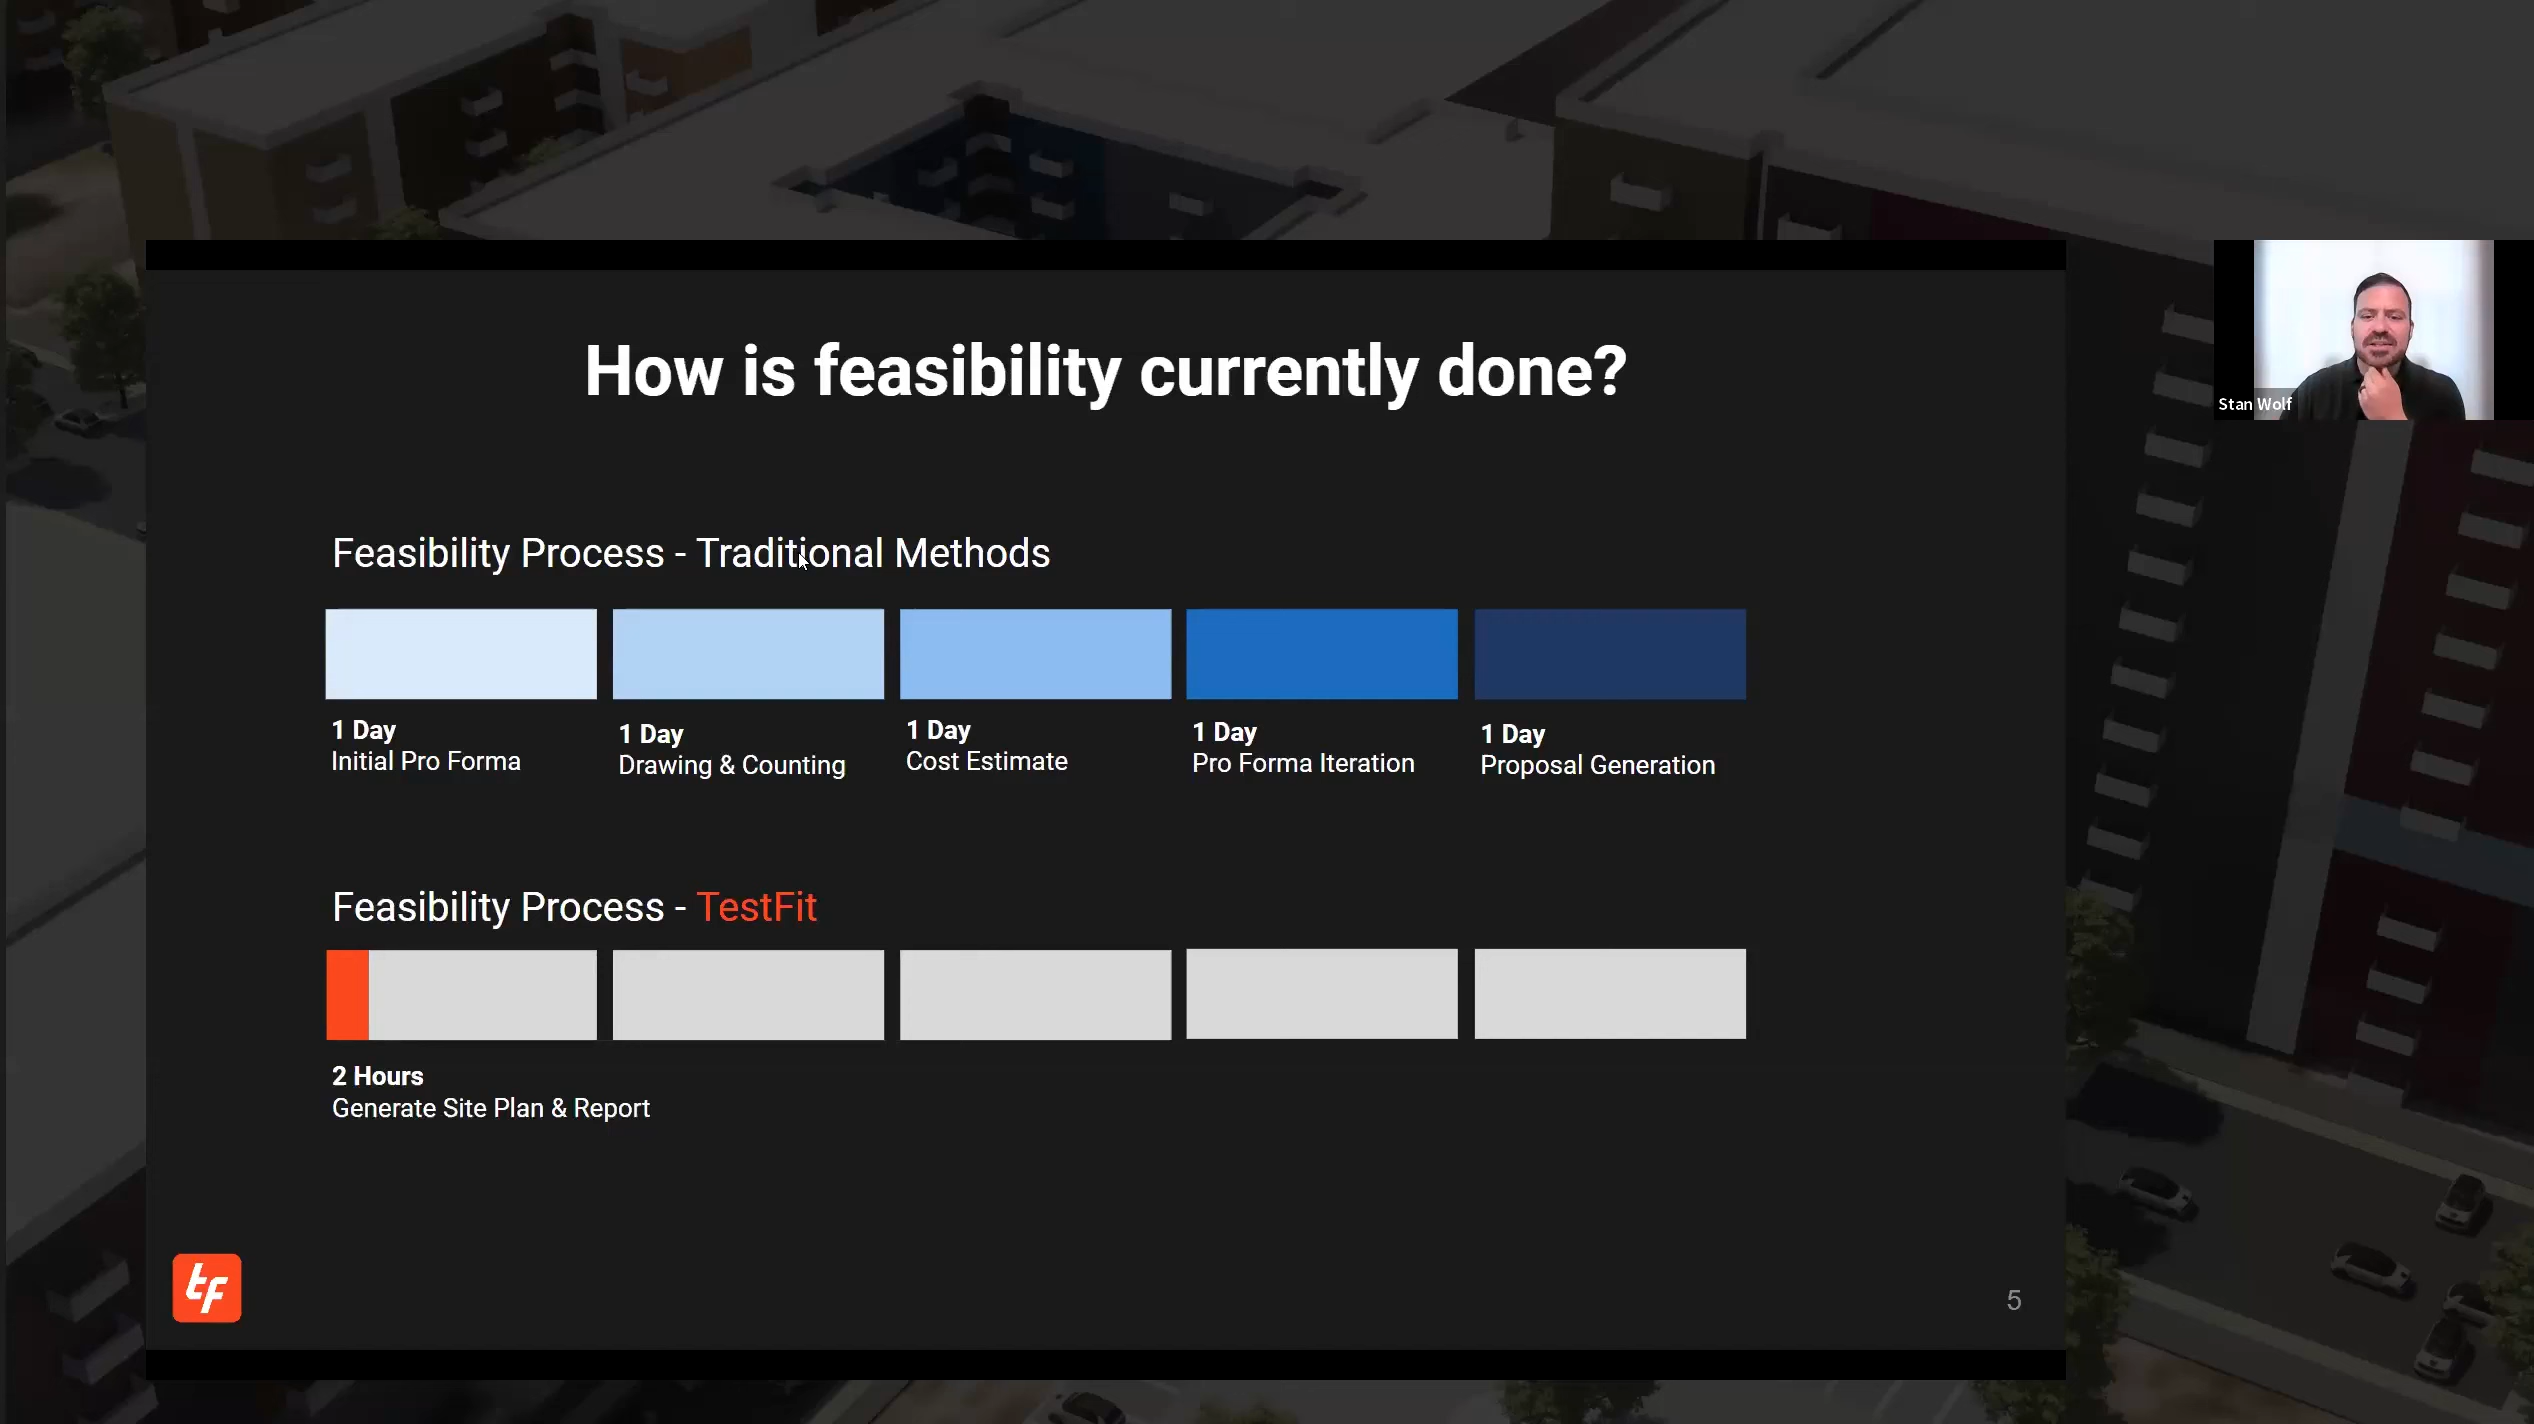 How is feasibility currently done?
Stan Wolf
Feasibility Process - Traditional Methods
1 Day
Initial Pro Forma
1 Day
Drawing & Counting
1 Day
Cost Estimate
1 Day
Pro Forma Iteration
1 Day
Proposal Generation
Feasibility Process - TestFit
2 Hours
Generate Site Plan & Report
tf
5